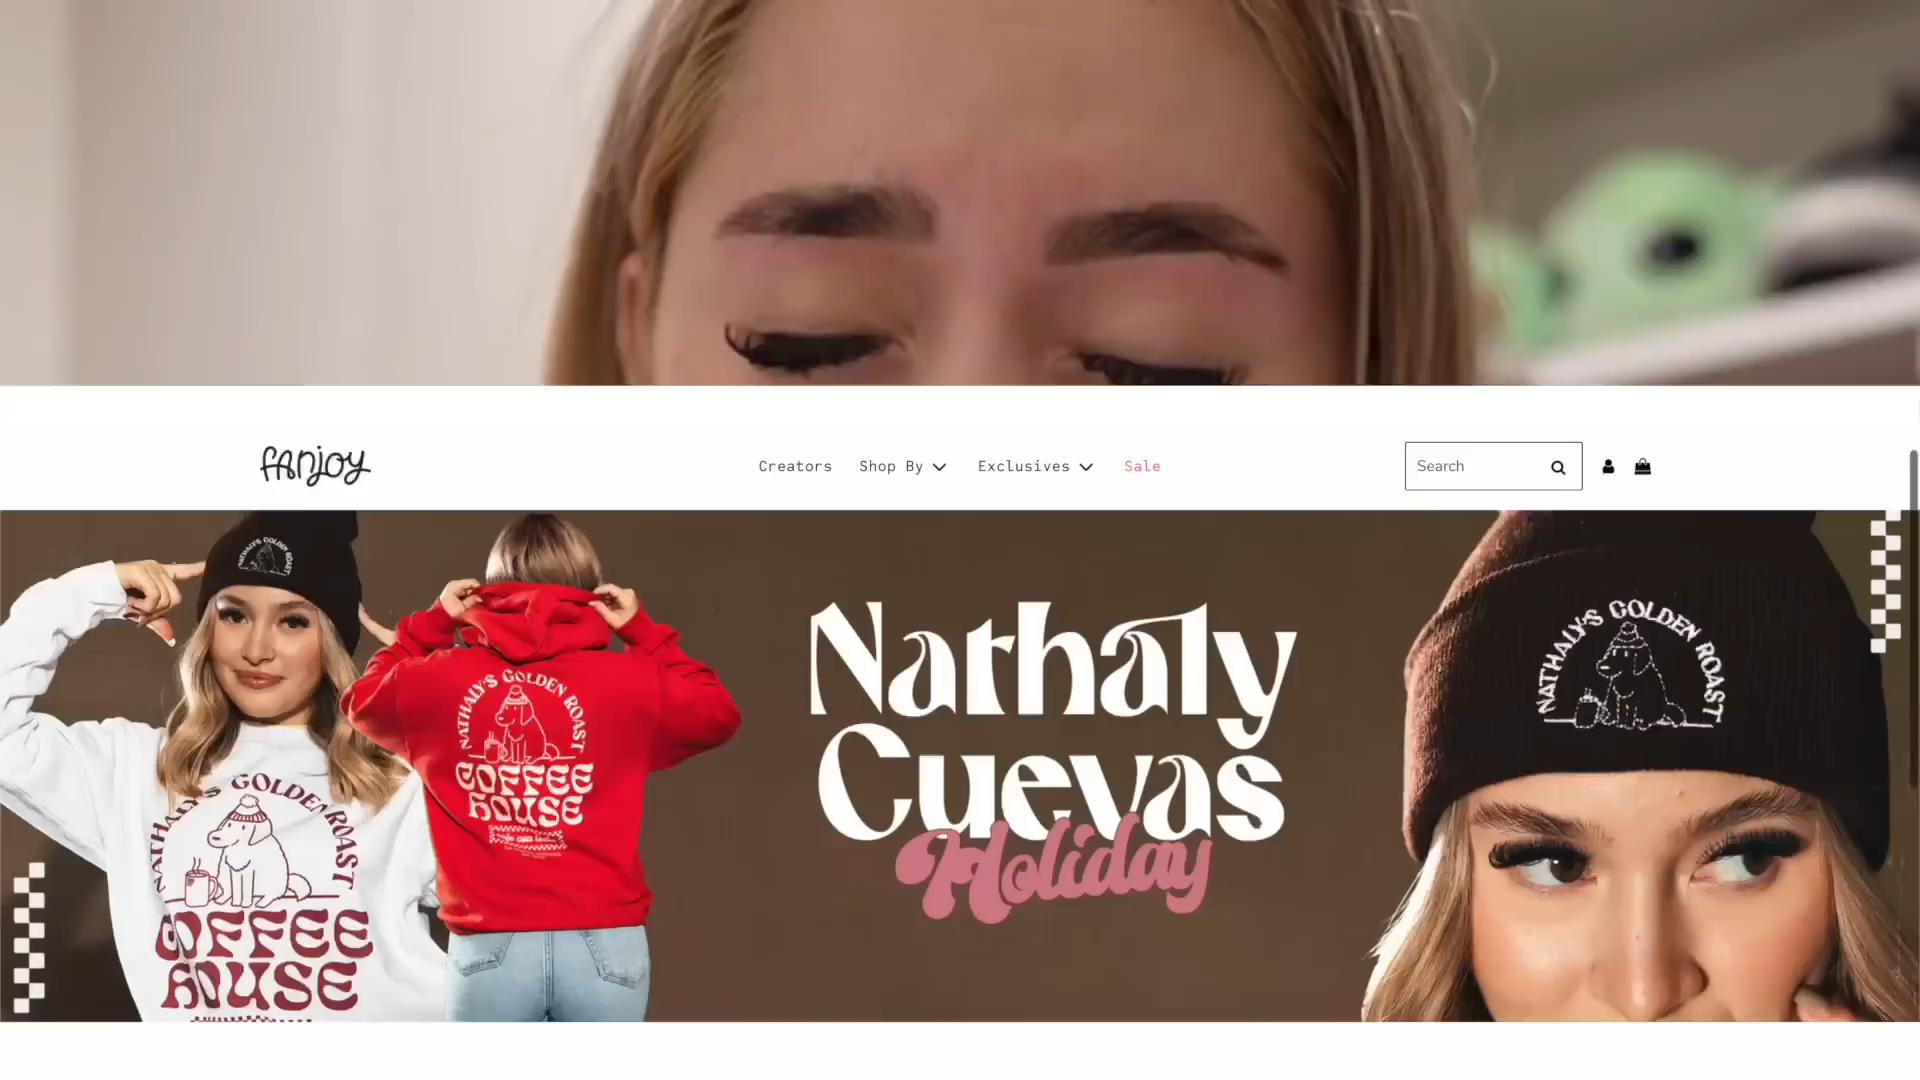 fanjoy
Creators
Shop By
Exclusives
Sale
Search
Nathaly
Cuevas
Holiday
NATHALY'S GOLDEN ROAST
NATHALY'S GOLDEN ROAST
COFFEE
HOUSE
NATHALY'S GOLDEN ROAST
COFFEE
HOUSE
NATHALY'S GOLDEN ROAST